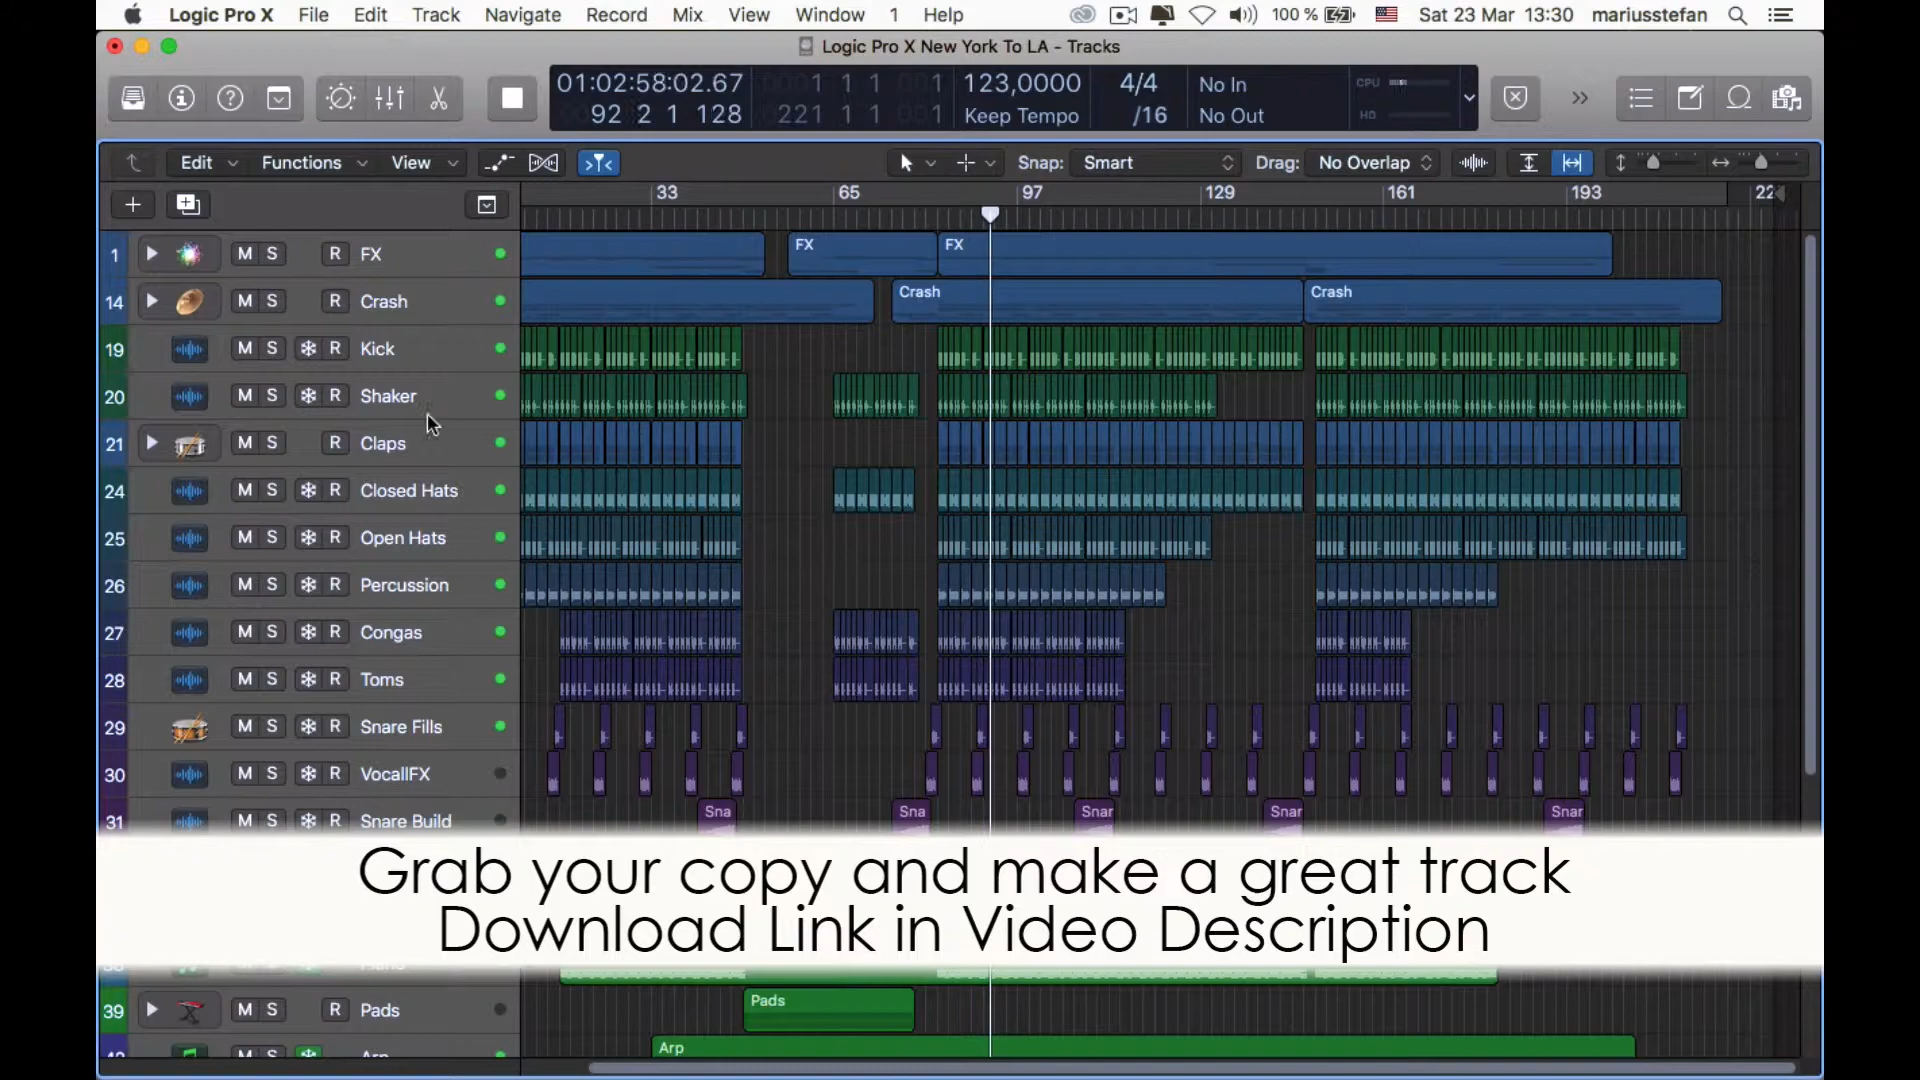 Logic Pro X File Edit Track Navigate Record Mix View Window 1 Help 100 % Sat 23 Mar 13:30 mariusstefan
Logic Pro X New York To LA - Tracks
01:02:58:02.67 1 1 1 1 123,0000 4/4 No In CPU
92 2 1 128 221 1 1 1 Keep Tempo /16 No Out HD
Edit Functions View Snap: Smart Drag: No Overlap
33 65 97 129 161 193 22
1 M S R FX FX FX
14 M S R Crash Crash Crash
19 M S R Kick
20 M S R Shaker
21 M S R Claps
24 M S R Closed Hats
25 M S R Open Hats
26 M S R Percussion
27 M S R Congas
28 M S R Toms
29 M S R Snare Fills
30 M S R VocallFX
31 M S R Snare Build Sna Sna Snar Snar Snar
Grab your copy and make a great track
Download Link in Video Description
39 M S R Pads Pads
M S R Arp Arp